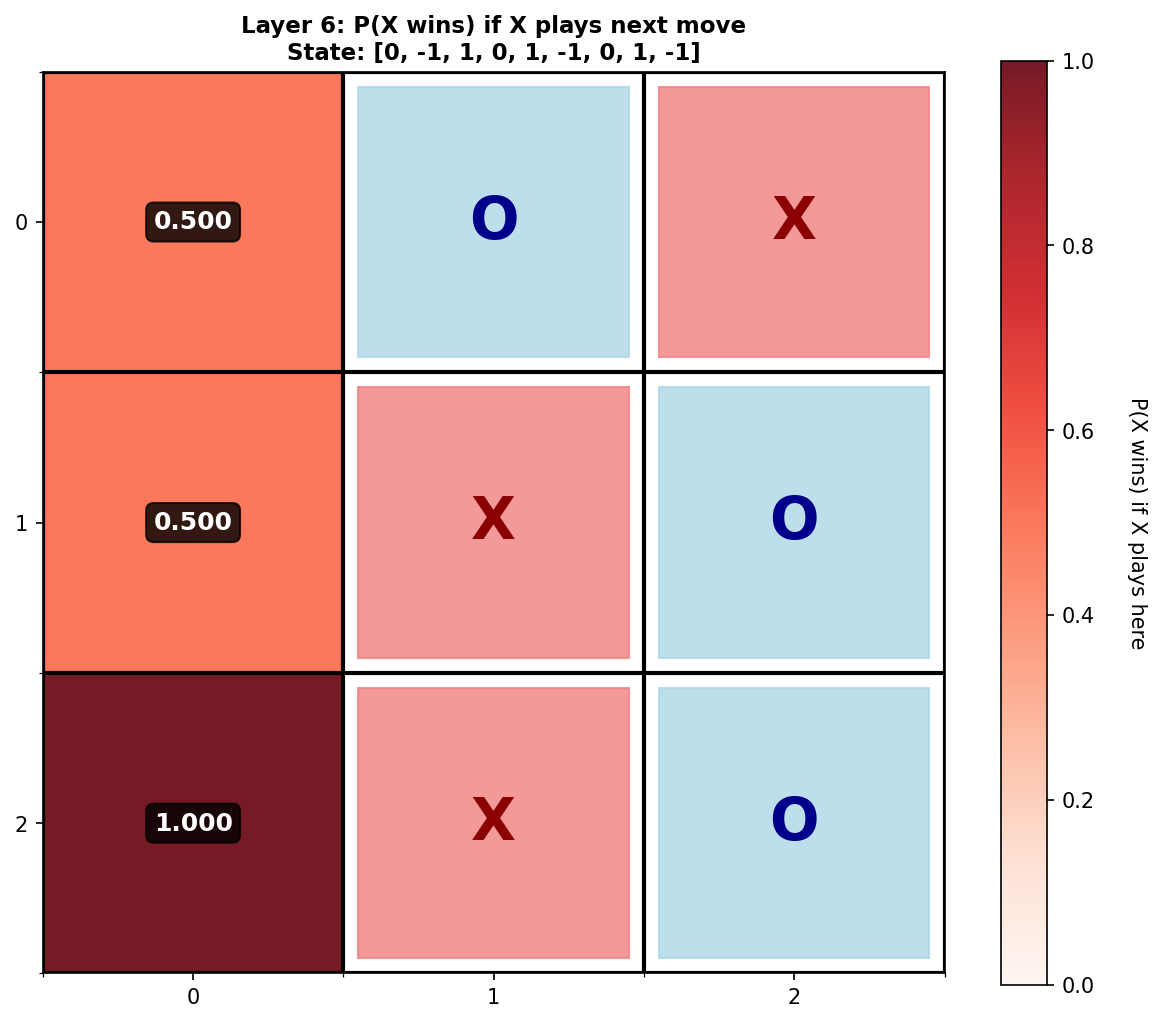 Layer 6: P(X wins) if X plays next move
State: [0, -1, 1, 0, 1, -1, 0, 1, -1]
0.500
O
X
0.500
X
O
1.000
X
O
0
1
2
0
1
2
1.0
0.8
0.6
0.4
0.2
0.0
P(X wins) if X plays here